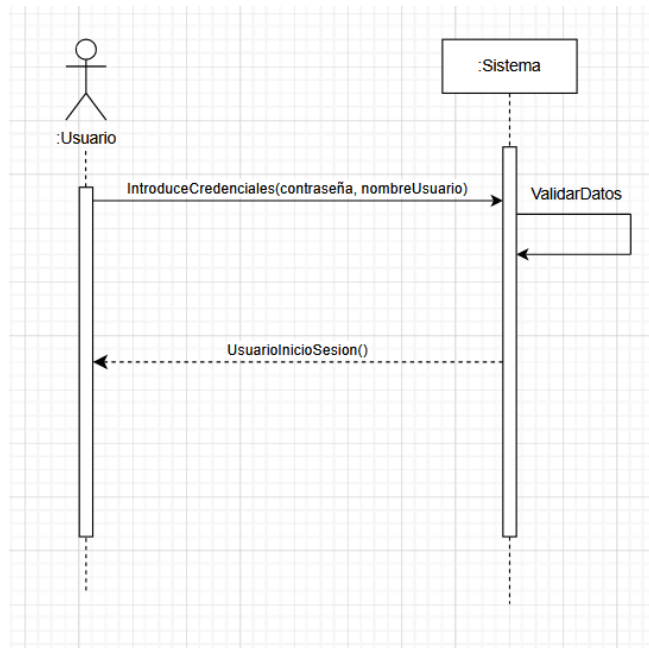 :Usuario
:Sistema
IntroduceCredenciales(contraseña, nombreUsuario)
ValidarDatos
UsuarioInicioSesion()